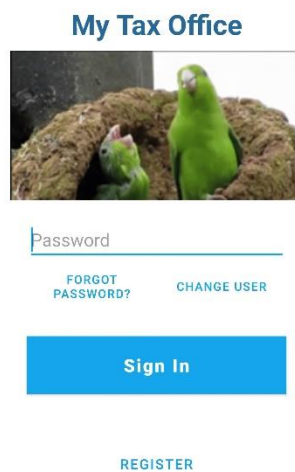 My Tax Office
Password
FORGOT
PASSWORD?
CHANGE USER
Sign In
REGISTER